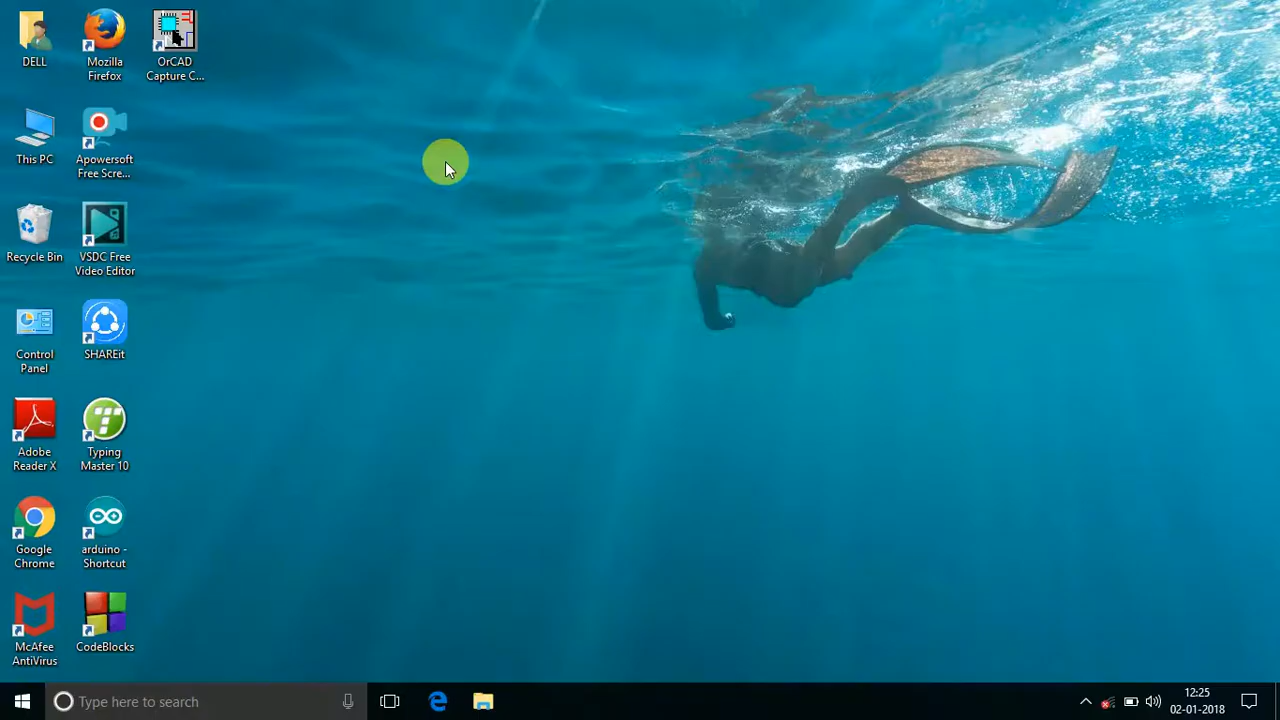 DELL
Mozilla
Firefox
OrCAD
Capture C...
This PC
Apowersoft
Free Scre...
Recycle Bin
VSDC Free
Video Editor
Control
Panel
SHAREit
Adobe
Reader X
Typing
Master 10
Google
Chrome
arduino -
Shortcut
McAfee
AntiVirus
CodeBlocks
Type here to search
12:25
02-01-2018